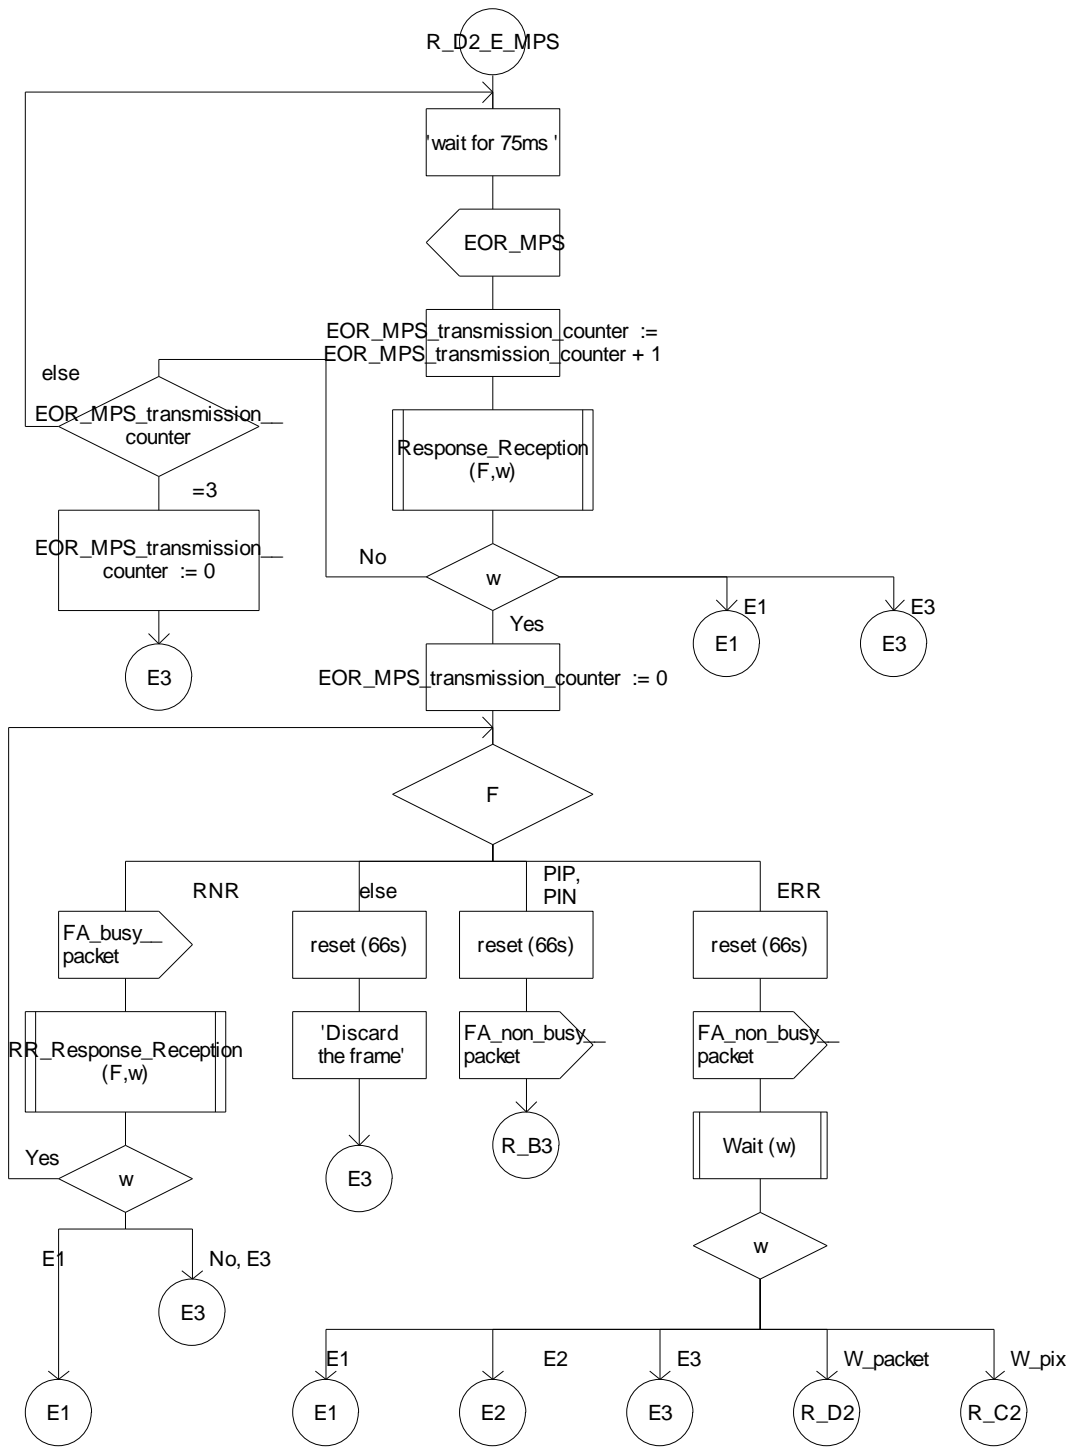 R_D2_E_MPS
'wait for 75ms '
EOR_MPS
EOR_MPS_transmission_counter :=
EOR_MPS_transmission_counter + 1
else
EOR_MPS_transmission__
counter
Response_Reception
(F,w)
=3
EOR_MPS_transmission__
counter := 0
No
w
E1
E3
Yes
E1
E3
E3
EOR_MPS_transmission_counter := 0
F
RNR
else
PIP,
PIN
ERR
FA_busy__
packet
reset (66s)
reset (66s)
reset (66s)
RR_Response_Reception
(F,w)
'Discard
the frame'
FA_non_busy__
packet
FA_non_busy__
packet
Yes
w
E3
R_B3
Wait (w)
E1
No, E3
w
E3
E1
E2
E3
W_packet
W_pix
E1
E1
E2
E3
R_D2
R_C2